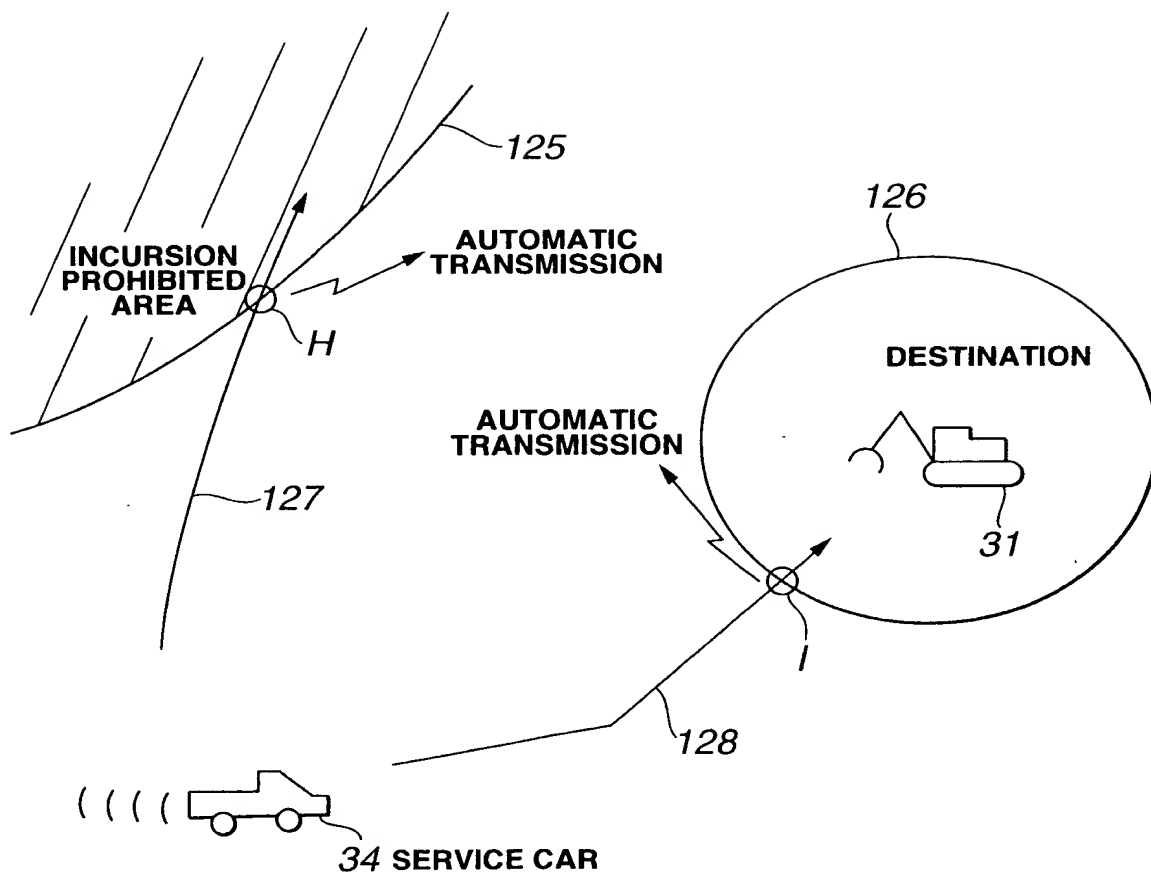 125
126
INCURSION
PROHIBITED
AREA
AUTOMATIC
TRANSMISSION
H
DESTINATION
AUTOMATIC
TRANSMISSION
127
31
I
128
34 SERVICE CAR